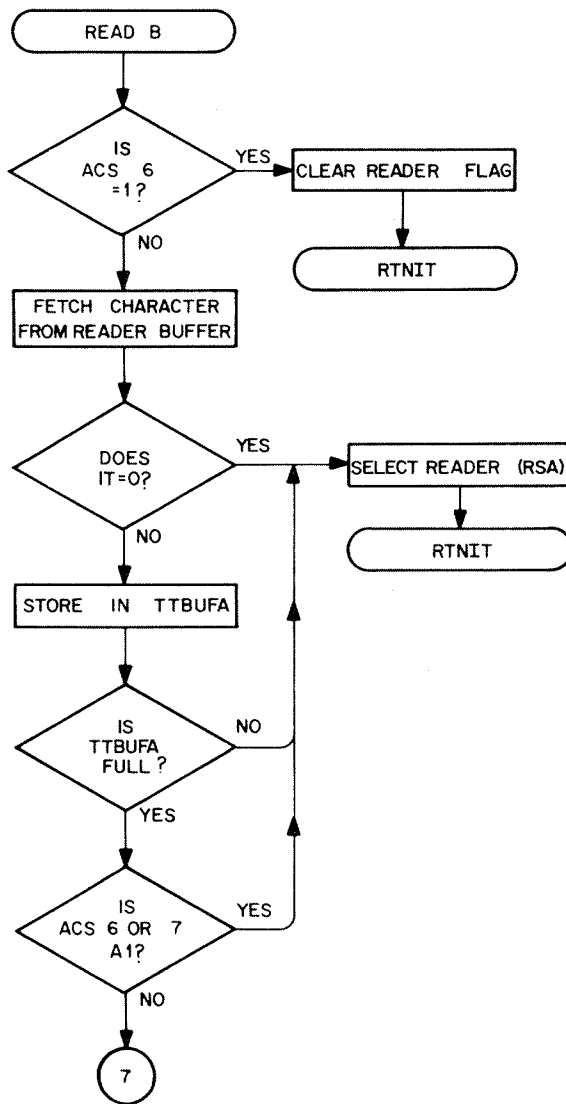 READ B
IS
ACS 6
=1?
YES
CLEAR READER FLAG
NO
RTNIT
FETCH CHARACTER
FROM READER BUFFER
DOES
IT=0?
YES
SELECT READER (RSA)
NO
RTNIT
STORE IN TTBUFA
IS
TTBUFA
FULL?
NO
YES
IS
ACS 6 OR 7
A1?
YES
NO
7